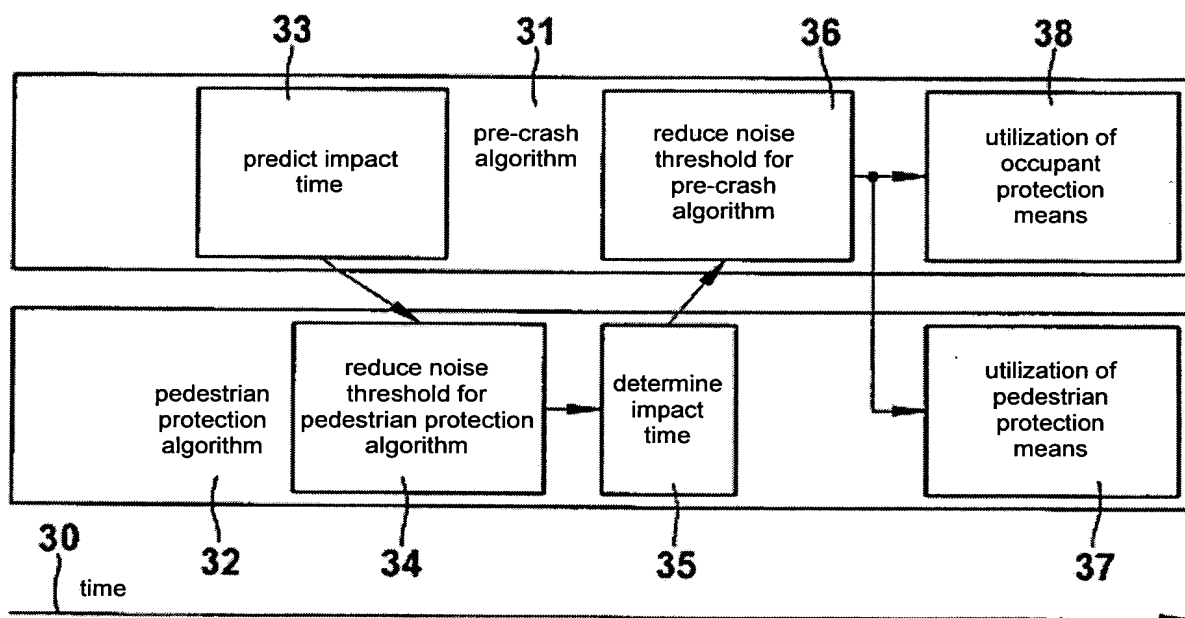 33
31
36
38
predict impact
time
pre-crash
algorithm
reduce noise
threshold for
pre-crash
algorithm
utilization of
occupant
protection
means
pedestrian
protection
algorithm
reduce noise
threshold for
pedestrian protection
algorithm
determine
impact
time
utilization of
pedestrian
protection
means
30
32
34
35
37
time